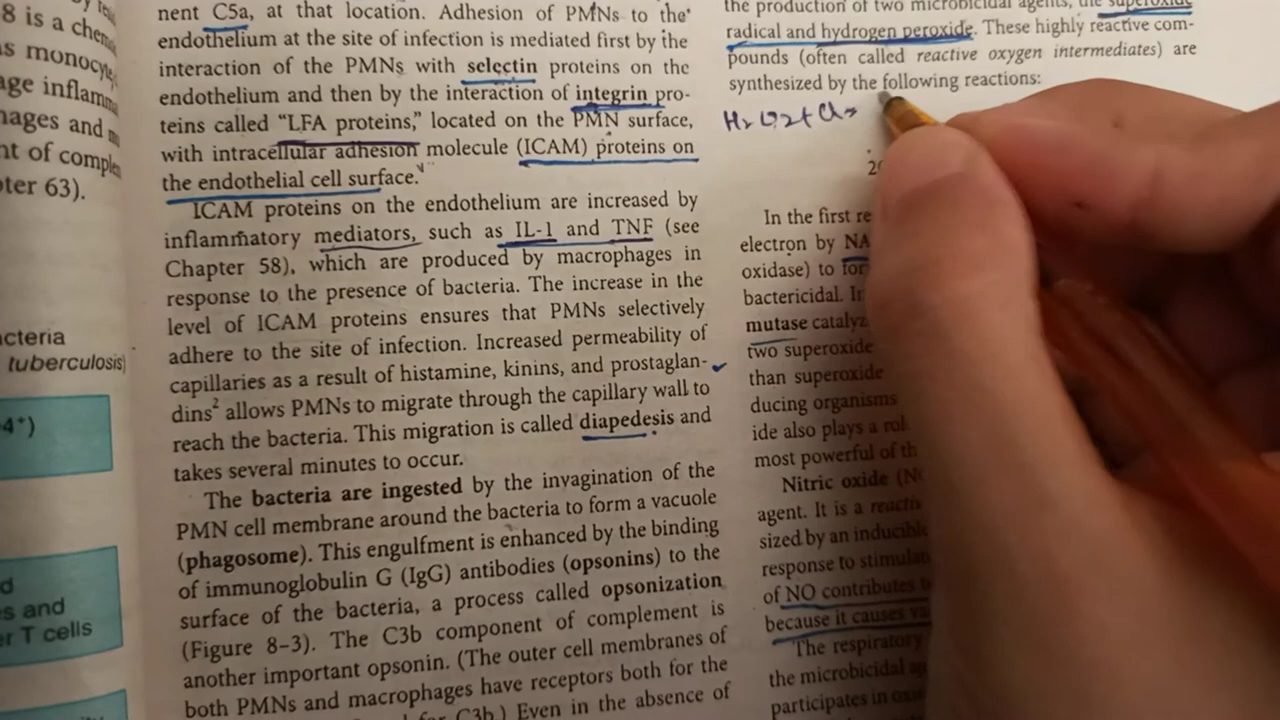 8 is a
s monocyte
age inflamm
nages and
nt of comple
ter 63).
acteria
tuberculosis)
4+)
d
s and
er T cells
nent C5a, at that location. Adhesion of PMNs to the
endothelium at the site of infection is mediated first by the
interaction of the PMNs with selectin proteins on the
endothelium and then by the interaction of integrin pro-
teins called “LFA proteins,” located on the PMN surface,
with intracellular adhesion molecule (ICAM) proteins on
the endothelial cell surface.
ICAM proteins on the endothelium are increased by
inflammatory mediators, such as IL-1 and TNF (see
Chapter 58), which are produced by macrophages in
response to the presence of bacteria. The increase in the
level of ICAM proteins ensures that PMNs selectively
adhere to the site of infection. Increased permeability of
capillaries as a result of histamine, kinins, and prostaglan-
dins2 allows PMNs to migrate through the capillary wall to
reach the bacteria. This migration is called diapedesis and
takes several minutes to occur.
The bacteria are ingested by the invagination of the
PMN cell membrane around the bacteria to form a vacuole
(phagosome). This engulfment is enhanced by the binding
of immunoglobulin G (IgG) antibodies (opsonins) to the
surface of the bacteria, a process called opsonization
(Figure 8–3). The C3b component of complement is
another important opsonin. (The outer cell membranes of
both PMNs and macrophages have receptors both for the
for C3b.) Even in the absence of
the production of two microbicidal agents, the superoxide
radical and hydrogen peroxide. These highly reactive com-
pounds (often called reactive oxygen intermediates) are
synthesized by the following reactions:
H2O2+
In the first re
electron by NA
oxidase) to for
bactericidal. I
mutase catalyz
two superoxide
than superoxide
ducing organisms
ide also plays a rol
most powerful of th
Nitric oxide (N
agent. It is a reactiv
sized by an inducible
response to stimulat
of NO contributes t
because it causes va
The respiratory
the microbicidal ag
participates in oxi